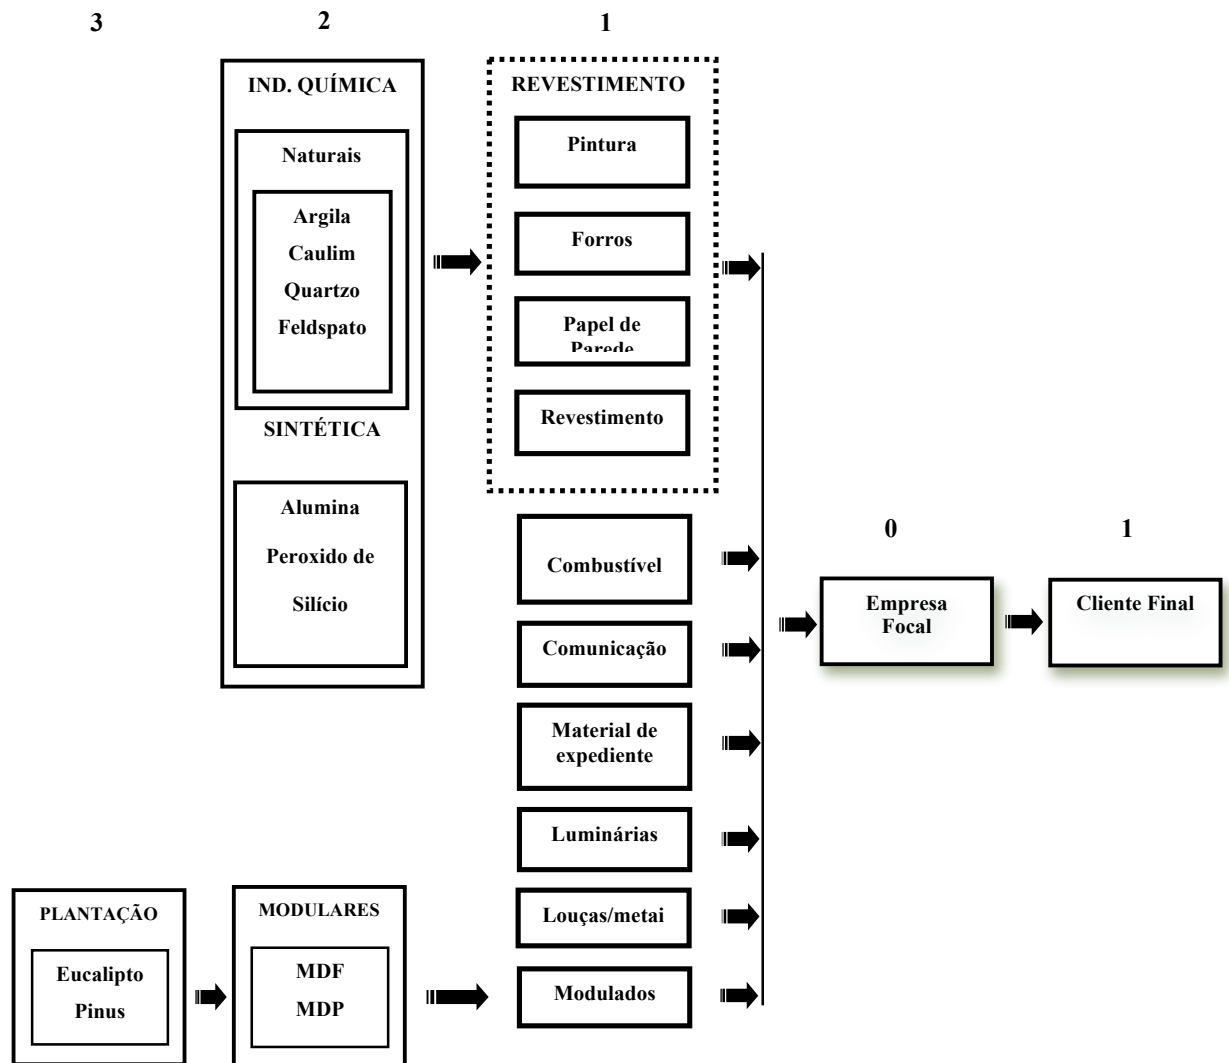 3
2
1
IND. QUÍMICA
Naturais
Argila
Caulim
Quartzo
Feldspato
SINTÉTICA
Alumina
Peroxido de
Silício
REVESTIMENTO
Pintura
Forros
Papel de
Parede
Revestimento
Combustível
Comunicação
Material de
expediente
Luminárias
Louças/metai
Modulados
0
1
Empresa
Focal
Cliente Final
PLANTAÇÃO
Eucalipto
Pinus
MODULARES
MDF
MDP